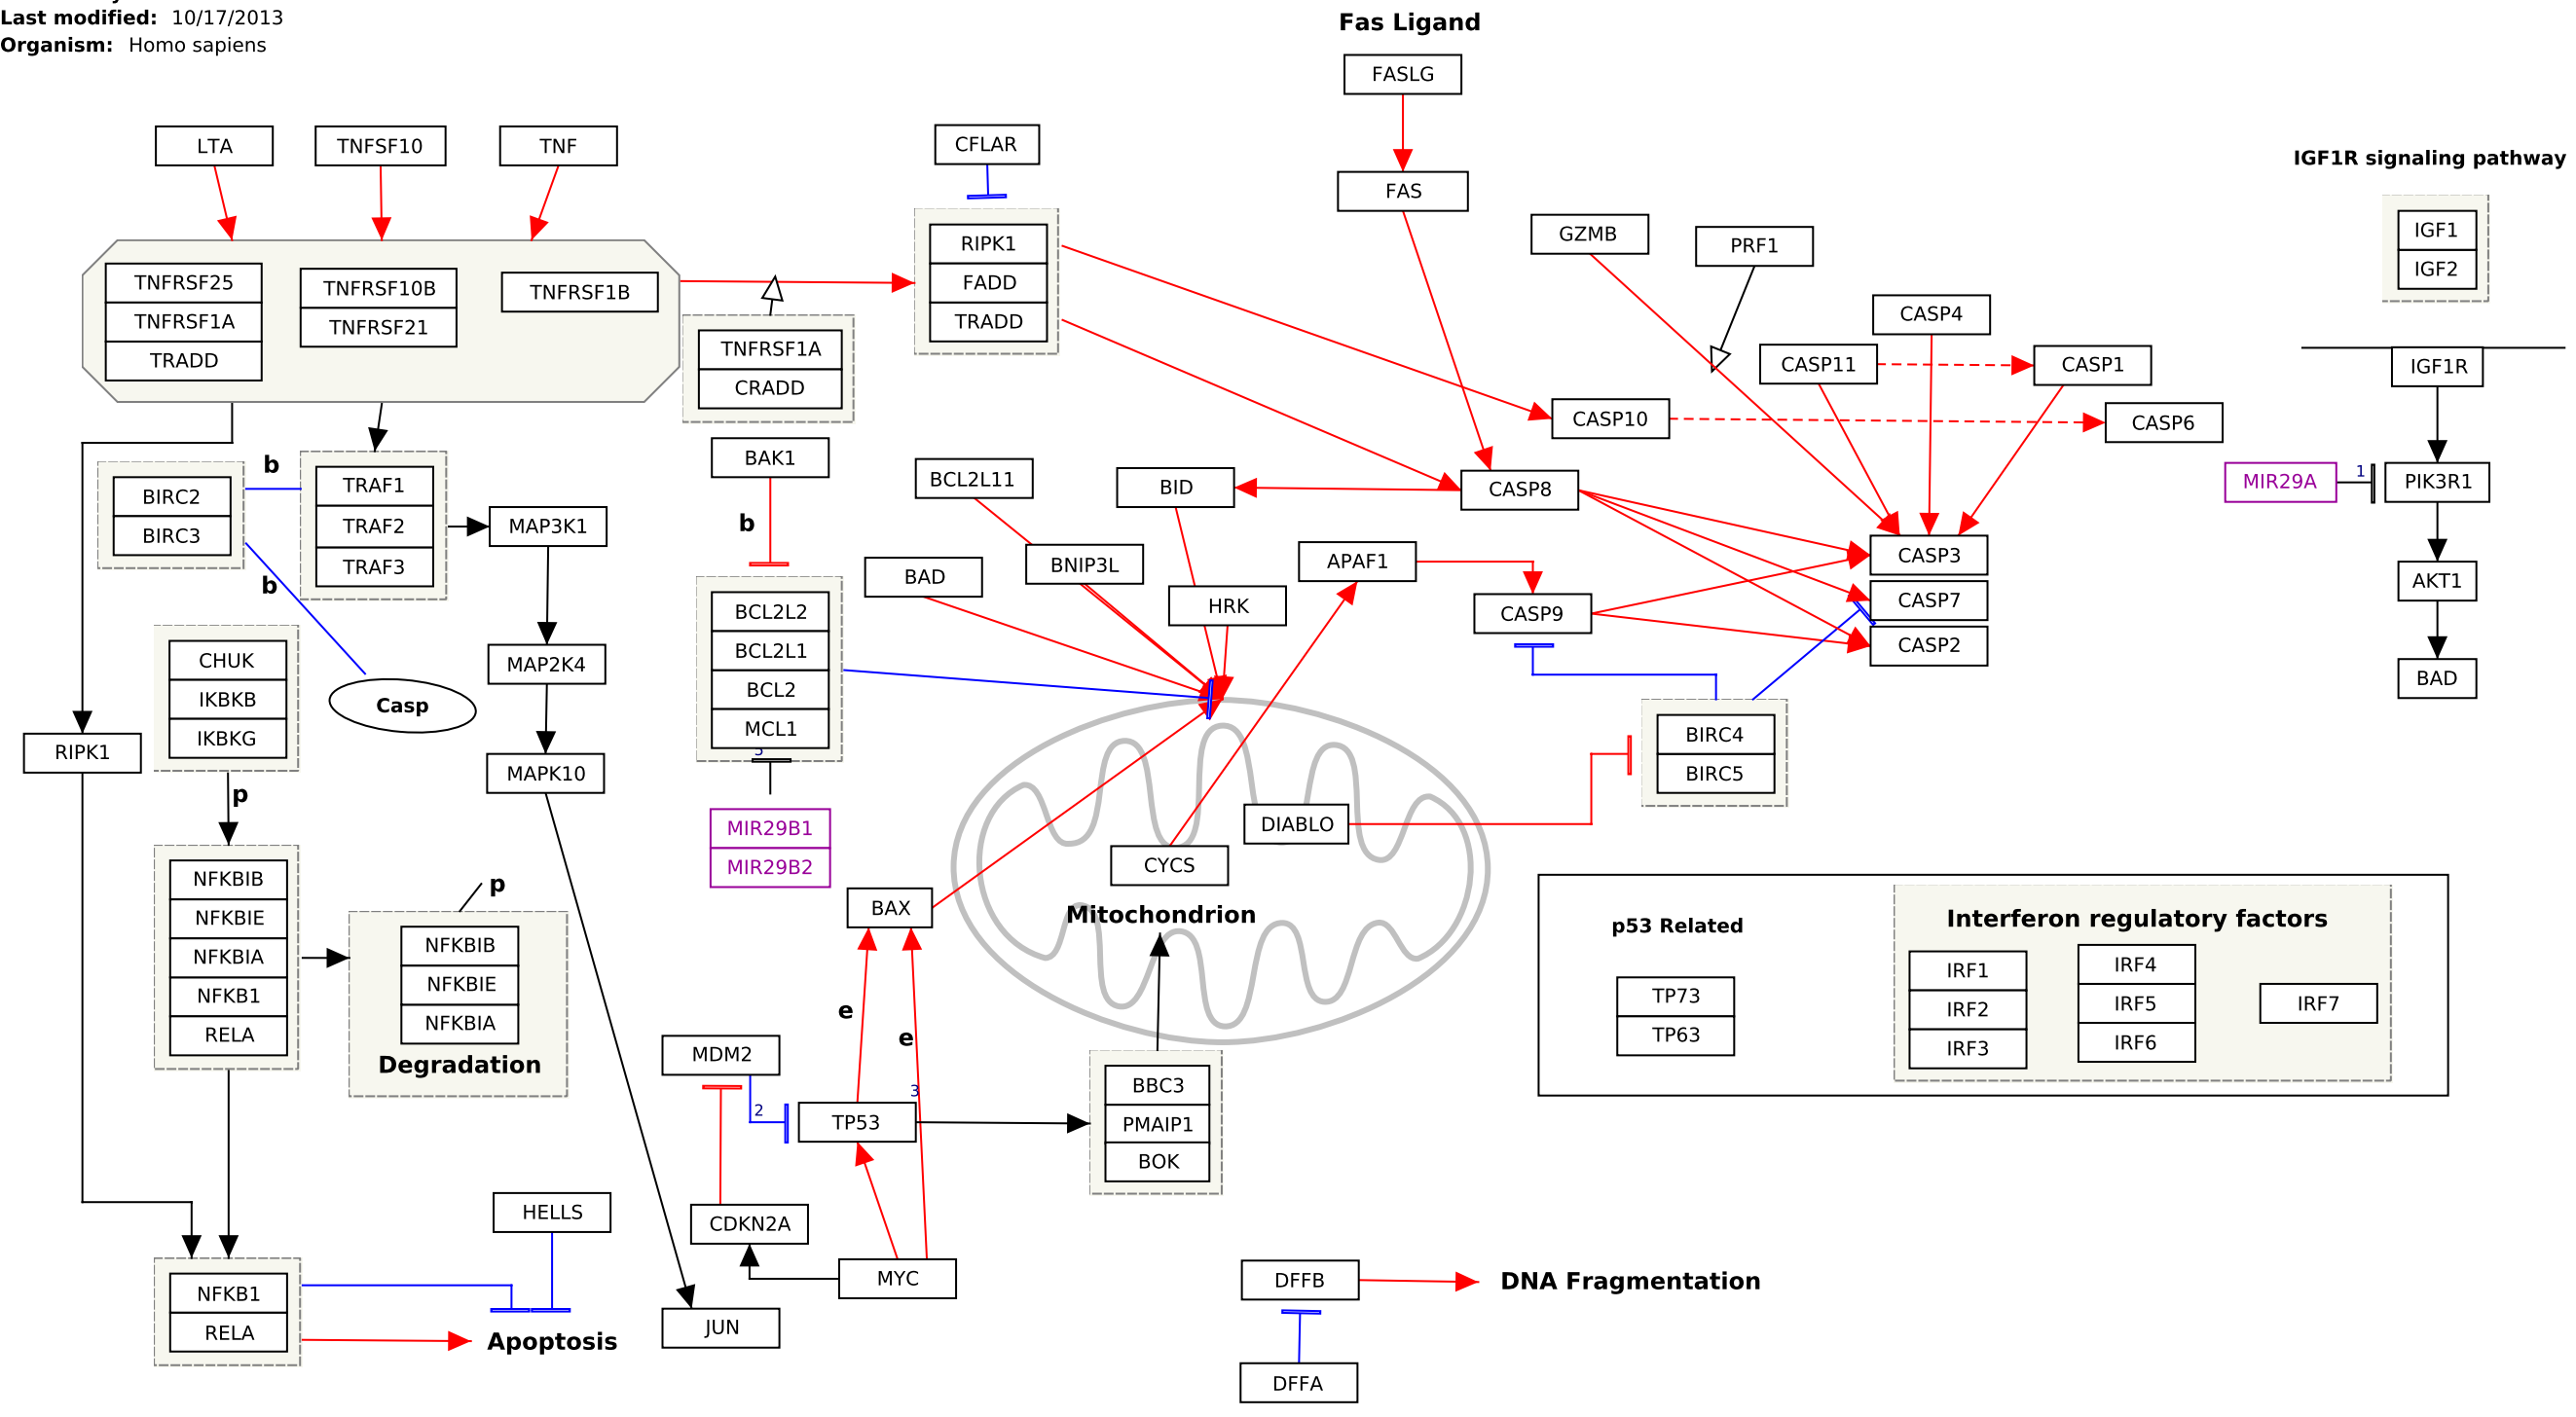 Last modified: 10/17/2013
Organism: Homo sapiens
Fas Ligand
FASLG
LTA
TNFSF10
TNF
CFLAR
FAS
IGF1R signaling pathway
GZMB
PRF1
IGF1
IGF2
RIPK1
FADD
TRADD
TNFRSF25
TNFRSF1A
TRADD
TNFRSF10B
TNFRSF21
TNFRSF1B
TNFRSF1A
CRADD
CASP4
CASP11
CASP1
IGF1R
CASP10
CASP6
BAK1
BCL2L11
BID
CASP8
MIR29A
1
PIK3R1
b
BIRC2
BIRC3
TRAF1
TRAF2
TRAF3
MAP3K1
b
b
BAD
BNIP3L
HRK
APAF1
CASP9
CASP3
CASP7
CASP2
AKT1
BAD
BCL2L2
BCL2L1
BCL2
MCL1
CHUK
IKBKB
IKBKG
MAP2K4
Casp
RIPK1
MAPK10
BIRC4
BIRC5
p
MIR29B1
MIR29B2
DIABLO
CYCS
BAX
Mitochondrion
NFKBIB
NFKBIE
NFKBIA
NFKB1
RELA
p
NFKBIB
NFKBIE
NFKBIA
Degradation
p53 Related
TP73
TP63
Interferon regulatory factors
IRF1
IRF2
IRF3
IRF4
IRF5
IRF6
IRF7
e
e
MDM2
2
TP53
3
BBC3
PMAIP1
BOK
HELLS
CDKN2A
MYC
NFKB1
RELA
Apoptosis
JUN
DFFB
DNA Fragmentation
DFFA